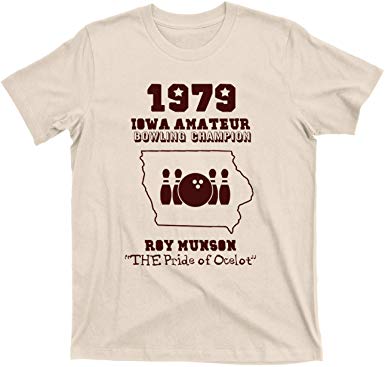 1979
IOWA AMATEUR
BOWLING CHAMPION
ROY MUNSON
"THE Pride of Ocelot"